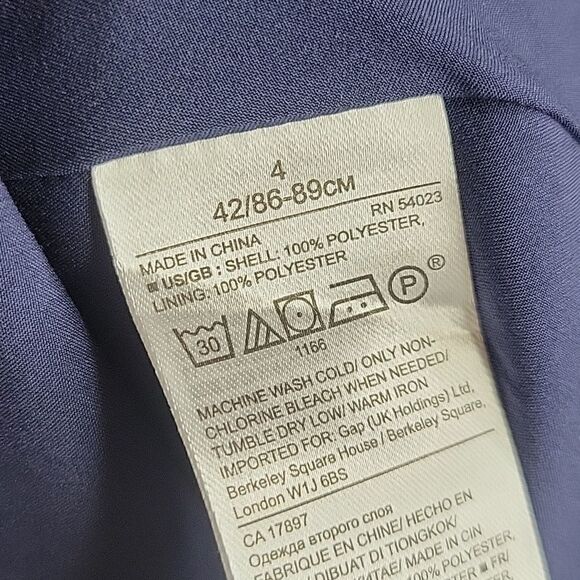 4
42/86-89CM
RN 54023
MADE IN CHINA
■ US/GB : SHELL: 100% POLYESTER,
LINING: 100% POLYESTER
30
P
®
1166
MACHINE WASH COLD/ ONLY NON-
CHLORINE BLEACH WHEN NEEDED/
TUMBLE DRY LOW/ WARM IRON
IMPORTED FOR: Gap (UK Holdings) Ltd,
Berkeley Square House / Berkeley Square,
London W1J 6BS
CA 17897
Одежда второго слоя
FABRIQUE EN CHINE/ HECHO EN
/ DIBUAT DI TIONGKOK/
TAE/ MADE IN CIN
100% POLYESTER,
■ FR/